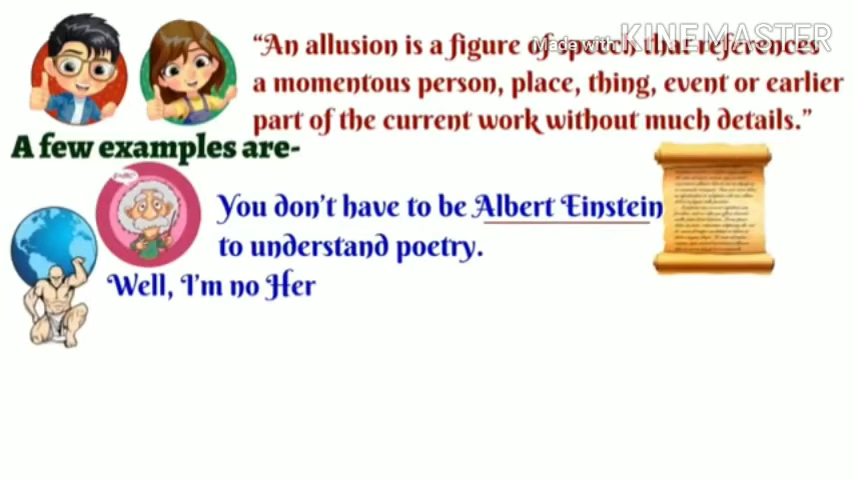 Made with KINEMASTER
“An allusion is a figure of speech that references
a momentous person, place, thing, event or earlier
part of the current work without much details.”
A few examples are-
You don't have to be Albert Einstein
to understand poetry.
Well, I'm no Her